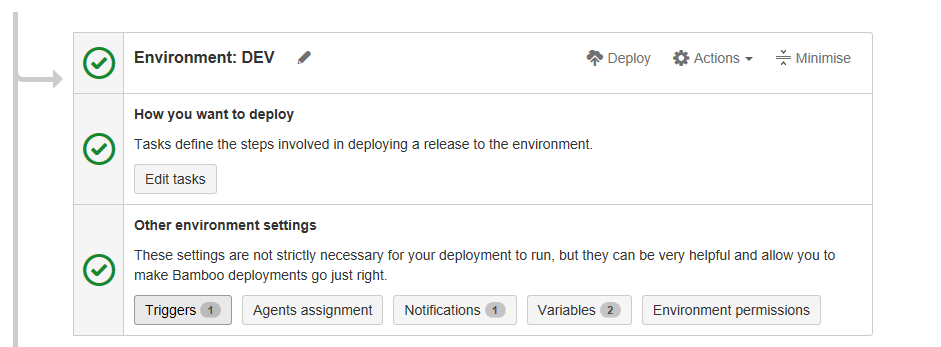 Environment: DEV
Deploy
Actions
Minimise
How you want to deploy
Tasks define the steps involved in deploying a release to the environment.
Edit tasks
Other environment settings
These settings are not strictly necessary for your deployment to run, but they can be very helpful and allow you to
make Bamboo deployments go just right.
Triggers 1
Agents assignment
Notifications 1
Variables 2
Environment permissions